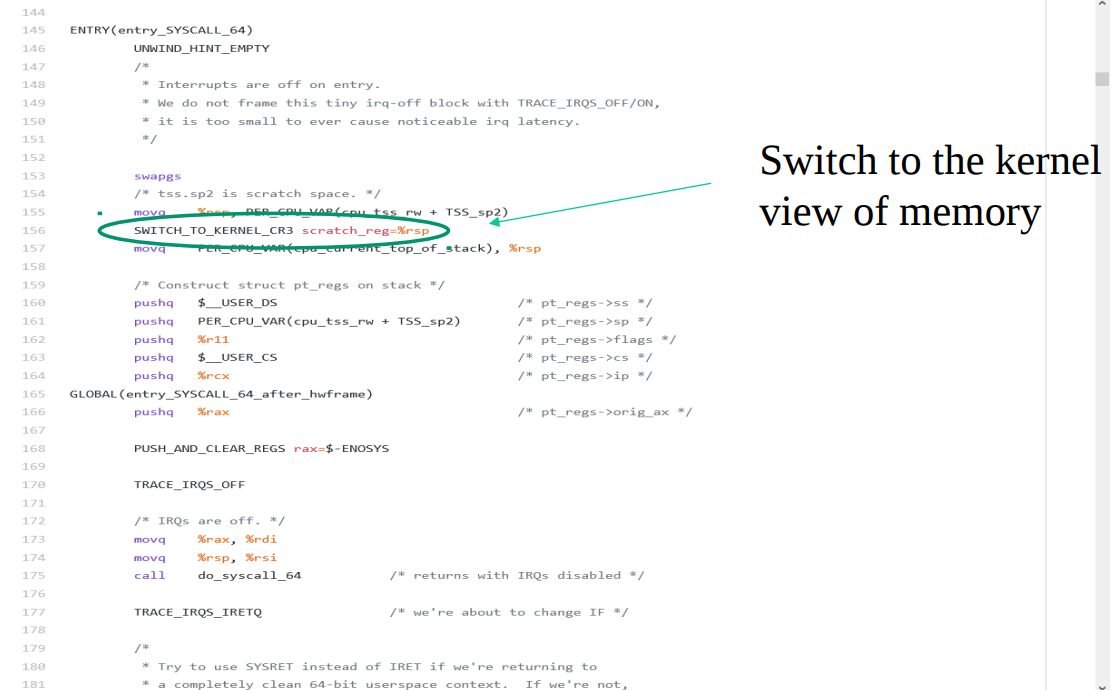 144
145 ENTRY(entry_SYSCALL_64)
146 UNWIND_HINT_EMPTY
147 /*
148 * Interrupts are off on entry.
149 * We do not frame this tiny irq-off block with TRACE_IRQS_OFF/ON,
150 * it is too small to ever cause noticeable irq latency.
151 */
152
153 swapgs
154 /* tss.sp2 is scratch space. */
155 movq %rsp, PER_CPU_VAR(cpu_tss_rw + TSS_sp2)
156 SWITCH_TO_KERNEL_CR3 scratch_reg=%rsp
157 movq PER_CPU_VAR(cpu_current_top_of_stack), %rsp
158
159 /* Construct struct pt_regs on stack */
160 pushq $__USER_DS /* pt_regs->ss */
161 pushq PER_CPU_VAR(cpu_tss_rw + TSS_sp2) /* pt_regs->sp */
162 pushq %r11 /* pt_regs->flags */
163 pushq $__USER_CS /* pt_regs->cs */
164 pushq %rcx /* pt_regs->ip */
165 GLOBAL(entry_SYSCALL_64_after_hwframe)
166 pushq %rax /* pt_regs->orig_ax */
167
168 PUSH_AND_CLEAR_REGS rax=$-ENOSYS
169
170 TRACE_IRQS_OFF
171
172 /* IRQs are off. */
173 movq %rax, %rdi
174 movq %rsp, %rsi
175 call do_syscall_64 /* returns with IRQs disabled */
176
177 TRACE_IRQS_IRETQ /* we're about to change IF */
178
179 /*
180 * Try to use SYSRET instead of IRET if we're returning to
181 * a completely clean 64-bit userspace context. If we're not,
Switch to the kernel
view of memory